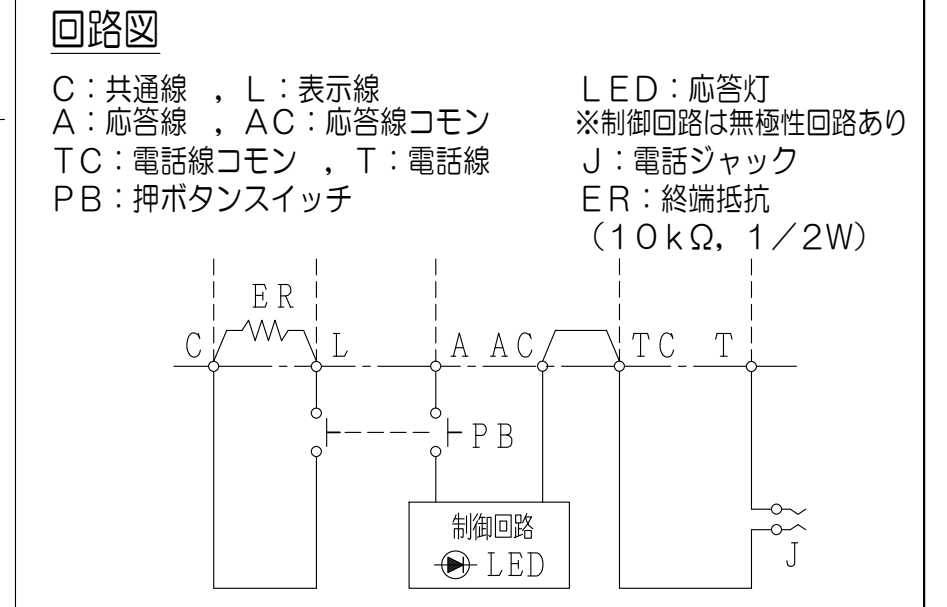 回路図
C：共通線 ，L：表示線
LED：応答灯
A：応答線 ，AC：応答線コモン
※制御回路は無極性回路あり
TC：電話線コモン ，T：電話線
J：電話ジャック
PB：押ボタンスイッチ
ER：終端抵抗
（10kΩ，1／2W）
ER
C L A AC TC T
PB
制御回路
LED
J